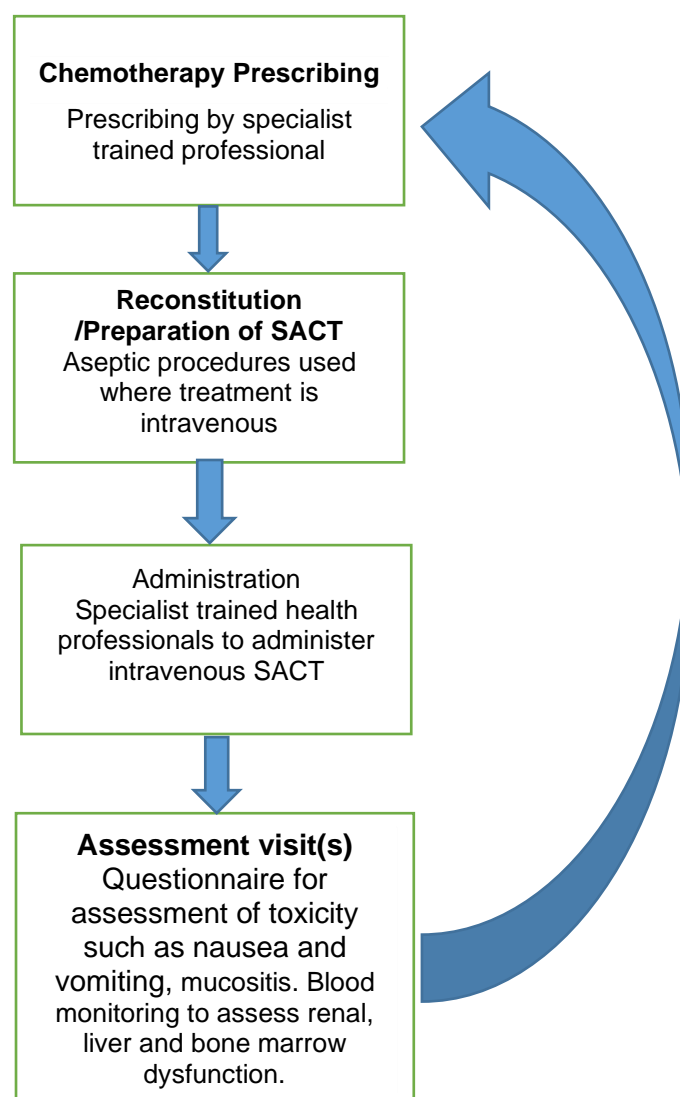 Chemotherapy Prescribing
Prescribing by specialist
trained professional
Reconstitution
/Preparation of SACT
Aseptic procedures used
where treatment is
intravenous
Administration
Specialist trained health
professionals to administer
intravenous SACT
Assessment visit(s)
Questionnaire for
assessment of toxicity
such as nausea and
vomiting, mucositis. Blood
monitoring to assess renal,
liver and bone marrow
dysfunction.